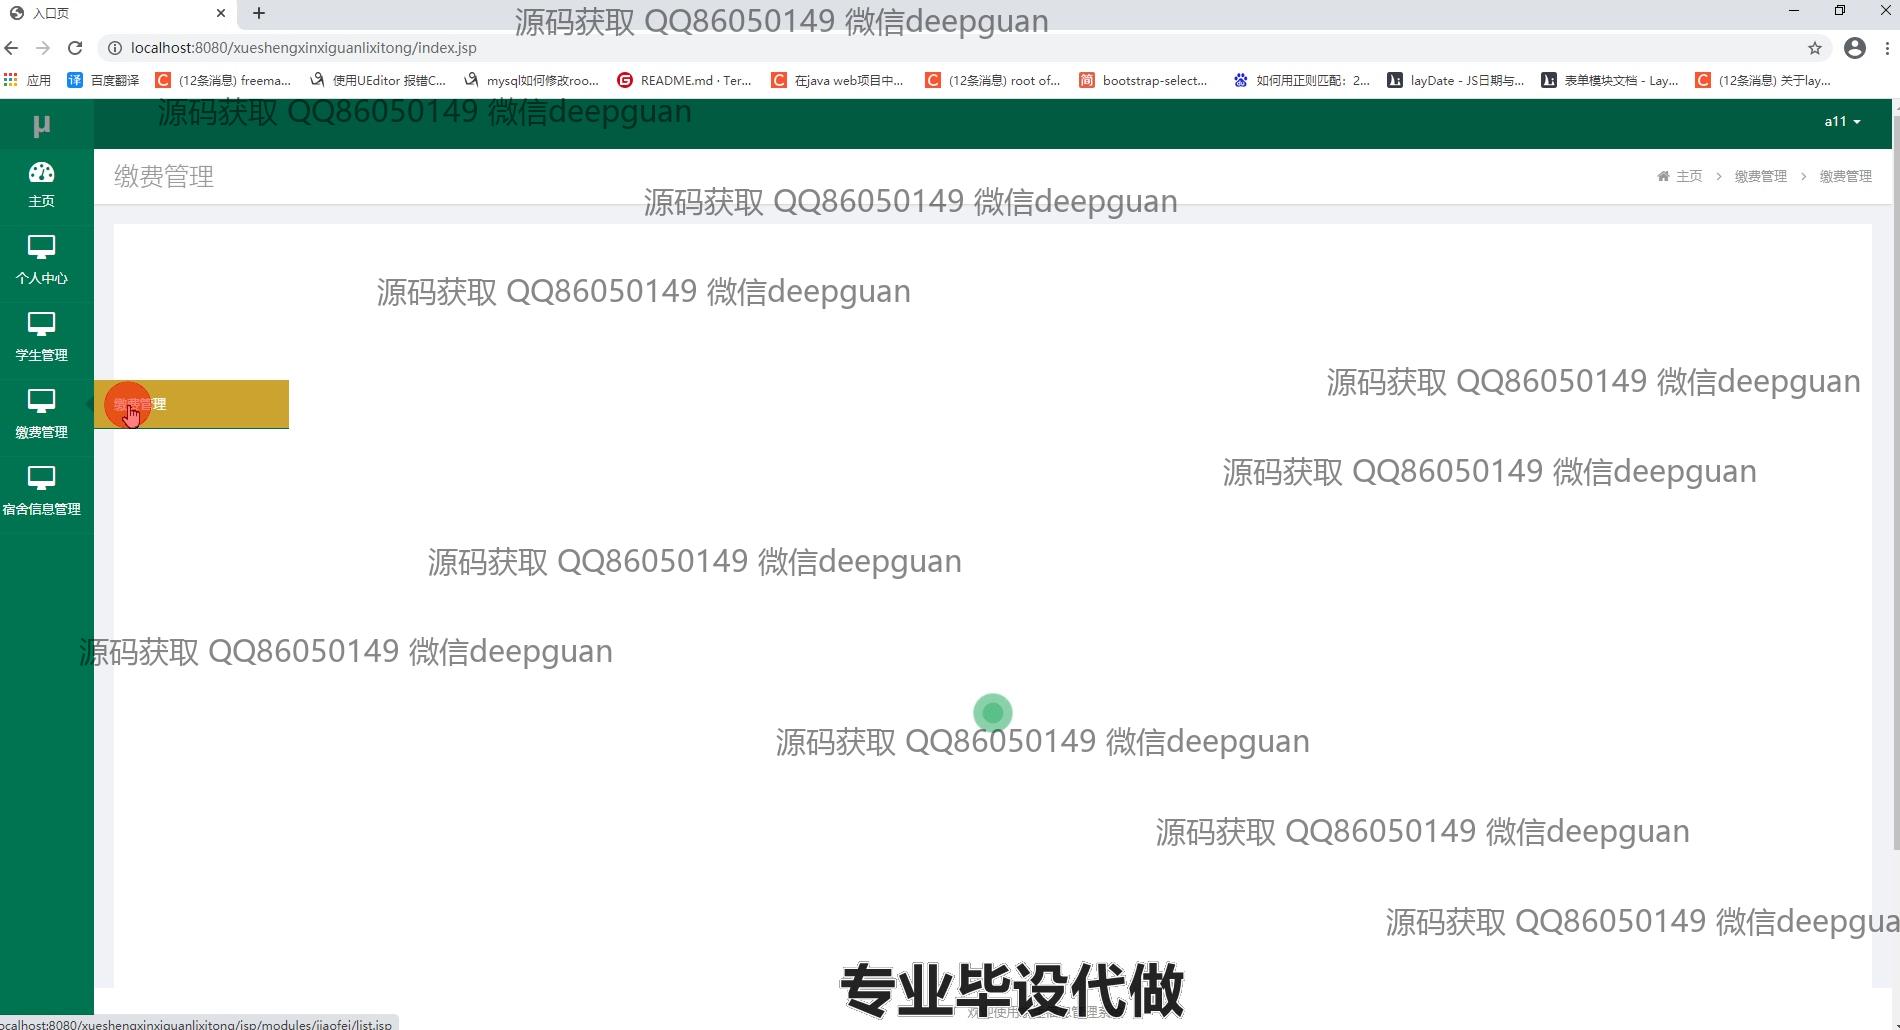 入口页
源码获取 QQ86050149 微信deepguan
localhost:8080/xueshengxinxiguanlixitong/index.jsp
应用
百度翻译
(12条消息) freema...
使用UEditor 报错C...
mysql如何修改roo...
README.md · Ter...
在java web项目中...
(12条消息) root of...
bootstrap-select...
如何用正则匹配：2...
layDate - JS日期与...
表单模块文档 - Lay...
(12条消息) 关于lay...
源码获取 QQ86050149 微信deepguan
μ
a11
主页
缴费管理
主页 > 缴费管理 > 缴费管理
源码获取 QQ86050149 微信deepguan
个人中心
源码获取 QQ86050149 微信deepguan
学生管理
源码获取 QQ86050149 微信deepguan
缴费管理
缴费管理
源码获取 QQ86050149 微信deepguan
宿舍信息管理
源码获取 QQ86050149 微信deepguan
源码获取 QQ86050149 微信deepguan
源码获取 QQ86050149 微信deepguan
源码获取 QQ86050149 微信deepguan
源码获取 QQ86050149 微信deepgua
专业毕设代做
ocalhost:8080/xueshengxinxiguanlixitong/jsp/modules/jiaofei/list.jsp